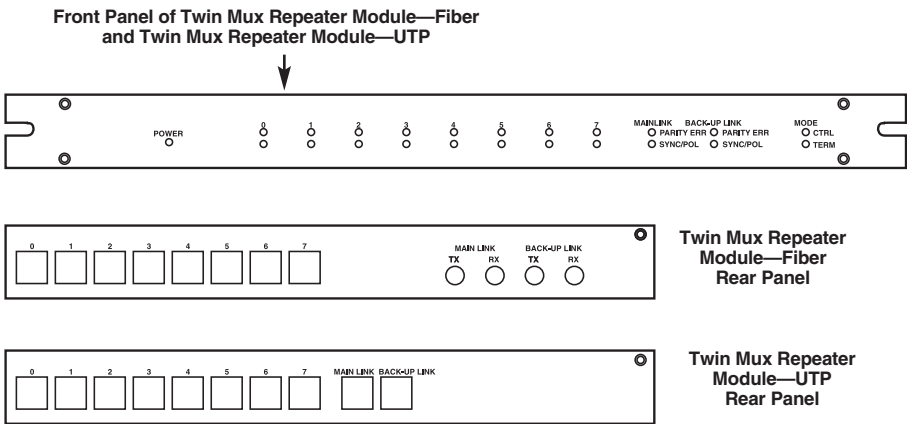 Front Panel of Twin Mux Repeater Module—Fiber
and Twin Mux Repeater Module—UTP
POWER
0 1 2 3 4 5 6 7
MAINLINK BACK-UP LINK MODE
PARITY ERR PARITY ERR CTRL
SYNC/POL SYNC/POL TERM
0 1 2 3 4 5 6 7
MAIN LINK BACK-UP LINK
TX RX TX RX
Twin Mux Repeater
Module—Fiber
Rear Panel
0 1 2 3 4 5 6 7 MAIN LINK BACK-UP LINK
Twin Mux Repeater
Module—UTP
Rear Panel